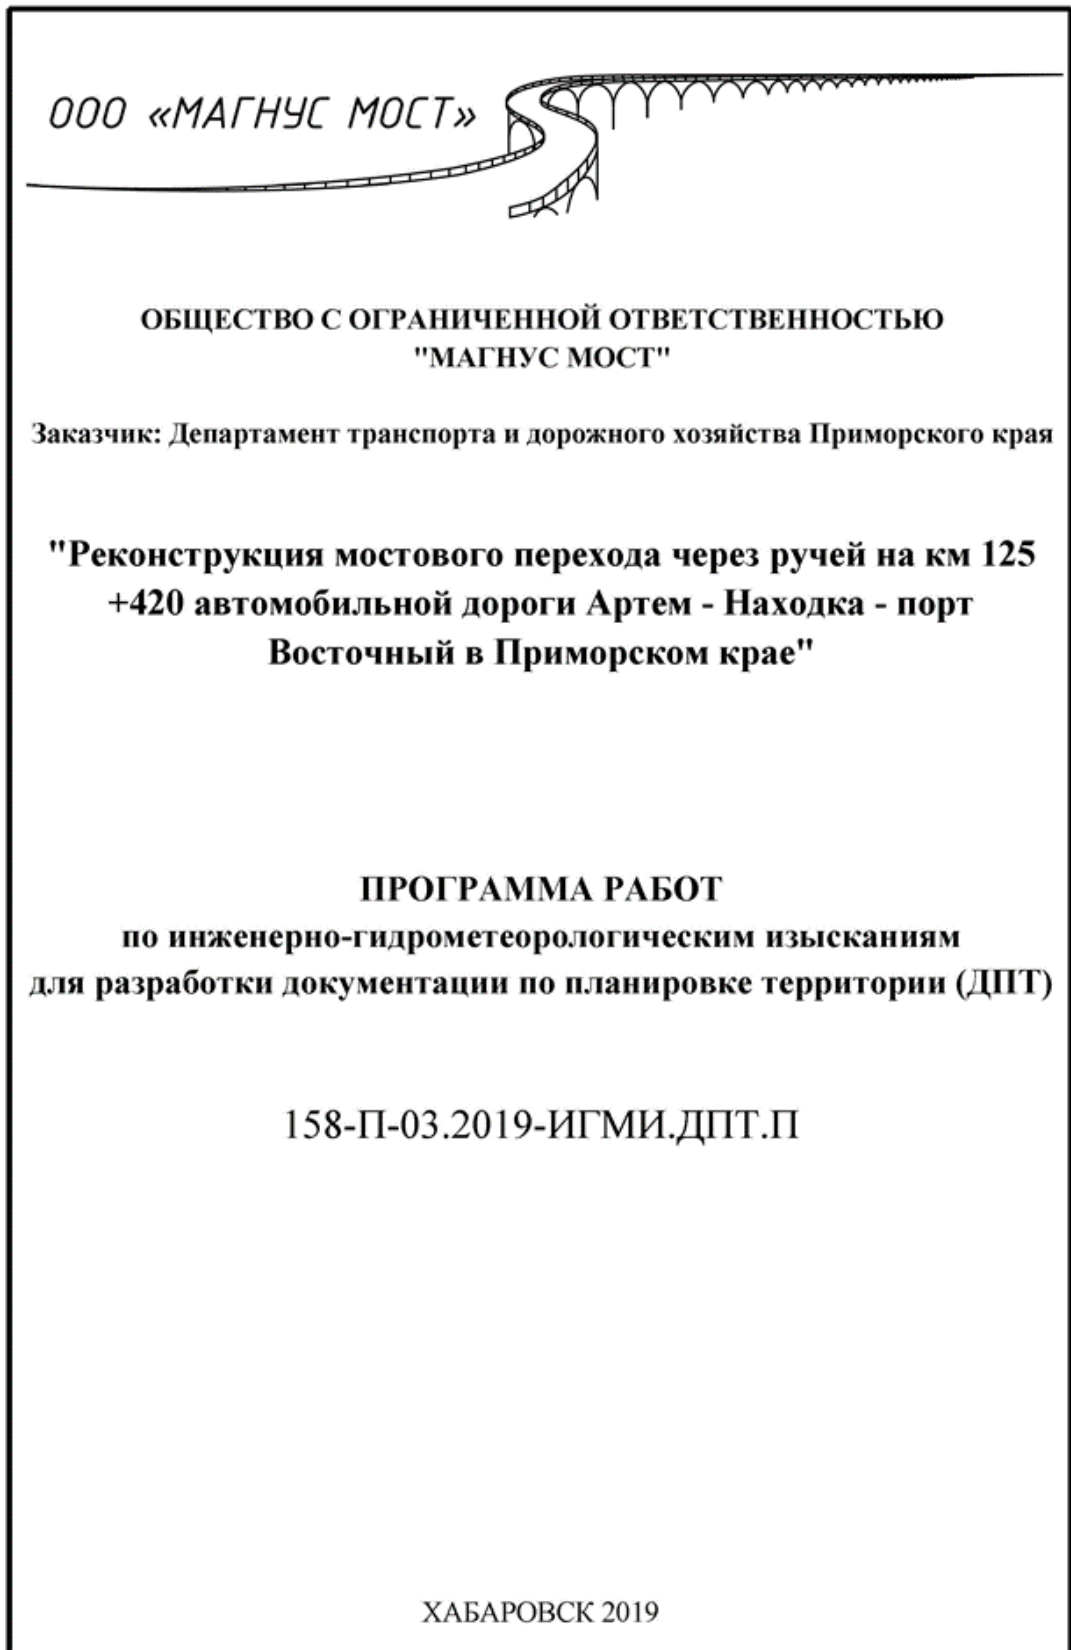 ООО «МАГНУС МОСТ»
ОБЩЕСТВО С ОГРАНИЧЕННОЙ ОТВЕТСТВЕННОСТЬЮ
"МАГНУС МОСТ"
Заказчик: Департамент транспорта и дорожного хозяйства Приморского края
"Реконструкция мостового перехода через ручей на км 125
+420 автомобильной дороги Артем - Находка - порт
Восточный в Приморском крае"
ПРОГРАММА РАБОТ
по инженерно-гидрометеорологическим изысканиям
для разработки документации по планировке территории (ДПТ)
158-П-03.2019-ИГМИ.ДПТ.П
ХАБАРОВСК 2019